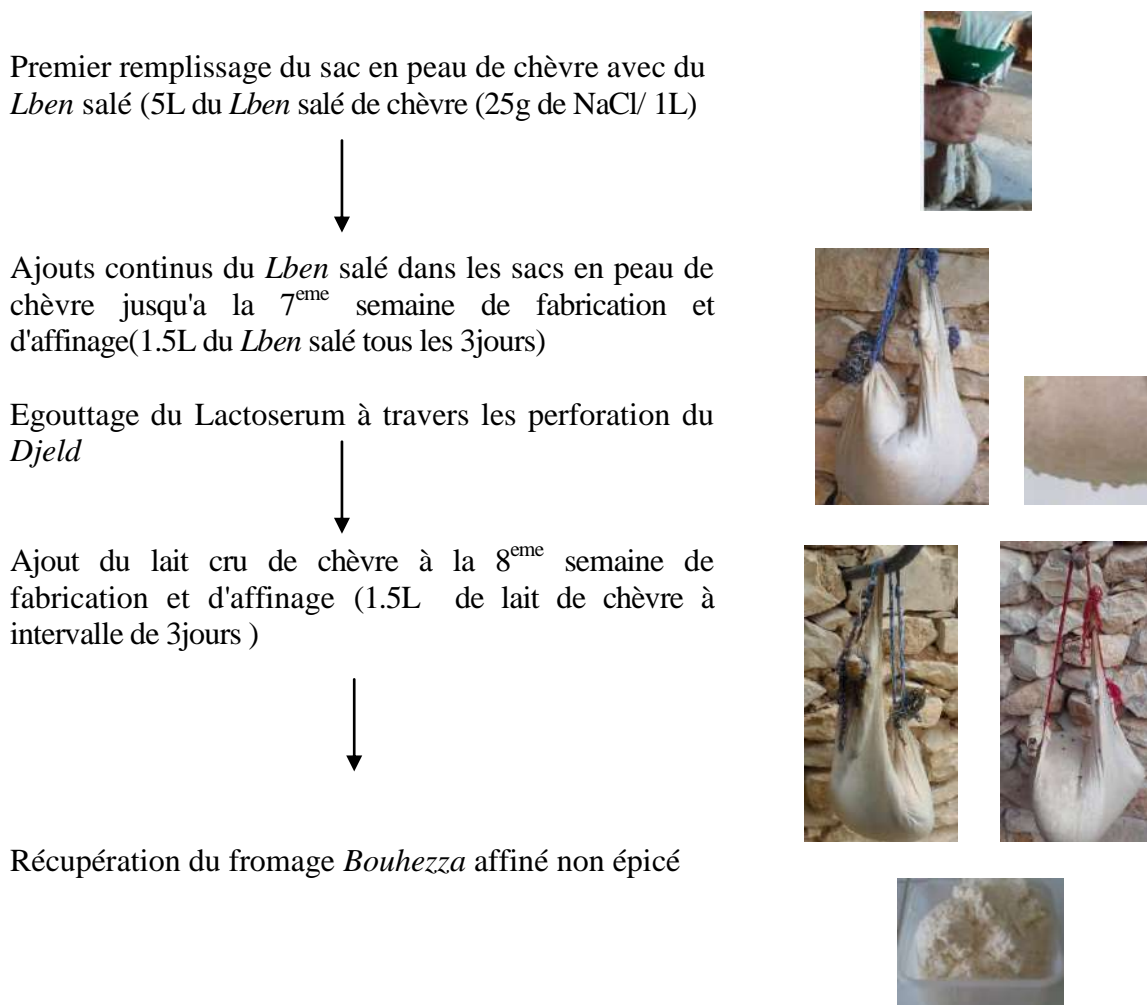 Premier remplissage du sac en peau de chèvre avec du
Lben salé (5L du Lben salé de chèvre (25g de NaCl/ 1L)
Ajouts continus du Lben salé dans les sacs en peau de
chèvre jusqu'a la 7eme semaine de fabrication et
d'affinage(1.5L du Lben salé tous les 3jours)
Egouttage du Lactoserum à travers les perforation du
Djeld
Ajout du lait cru de chèvre à la 8eme semaine de
fabrication et d'affinage (1.5L de lait de chèvre à
intervalle de 3jours )
Récupération du fromage Bouhezza affiné non épicé